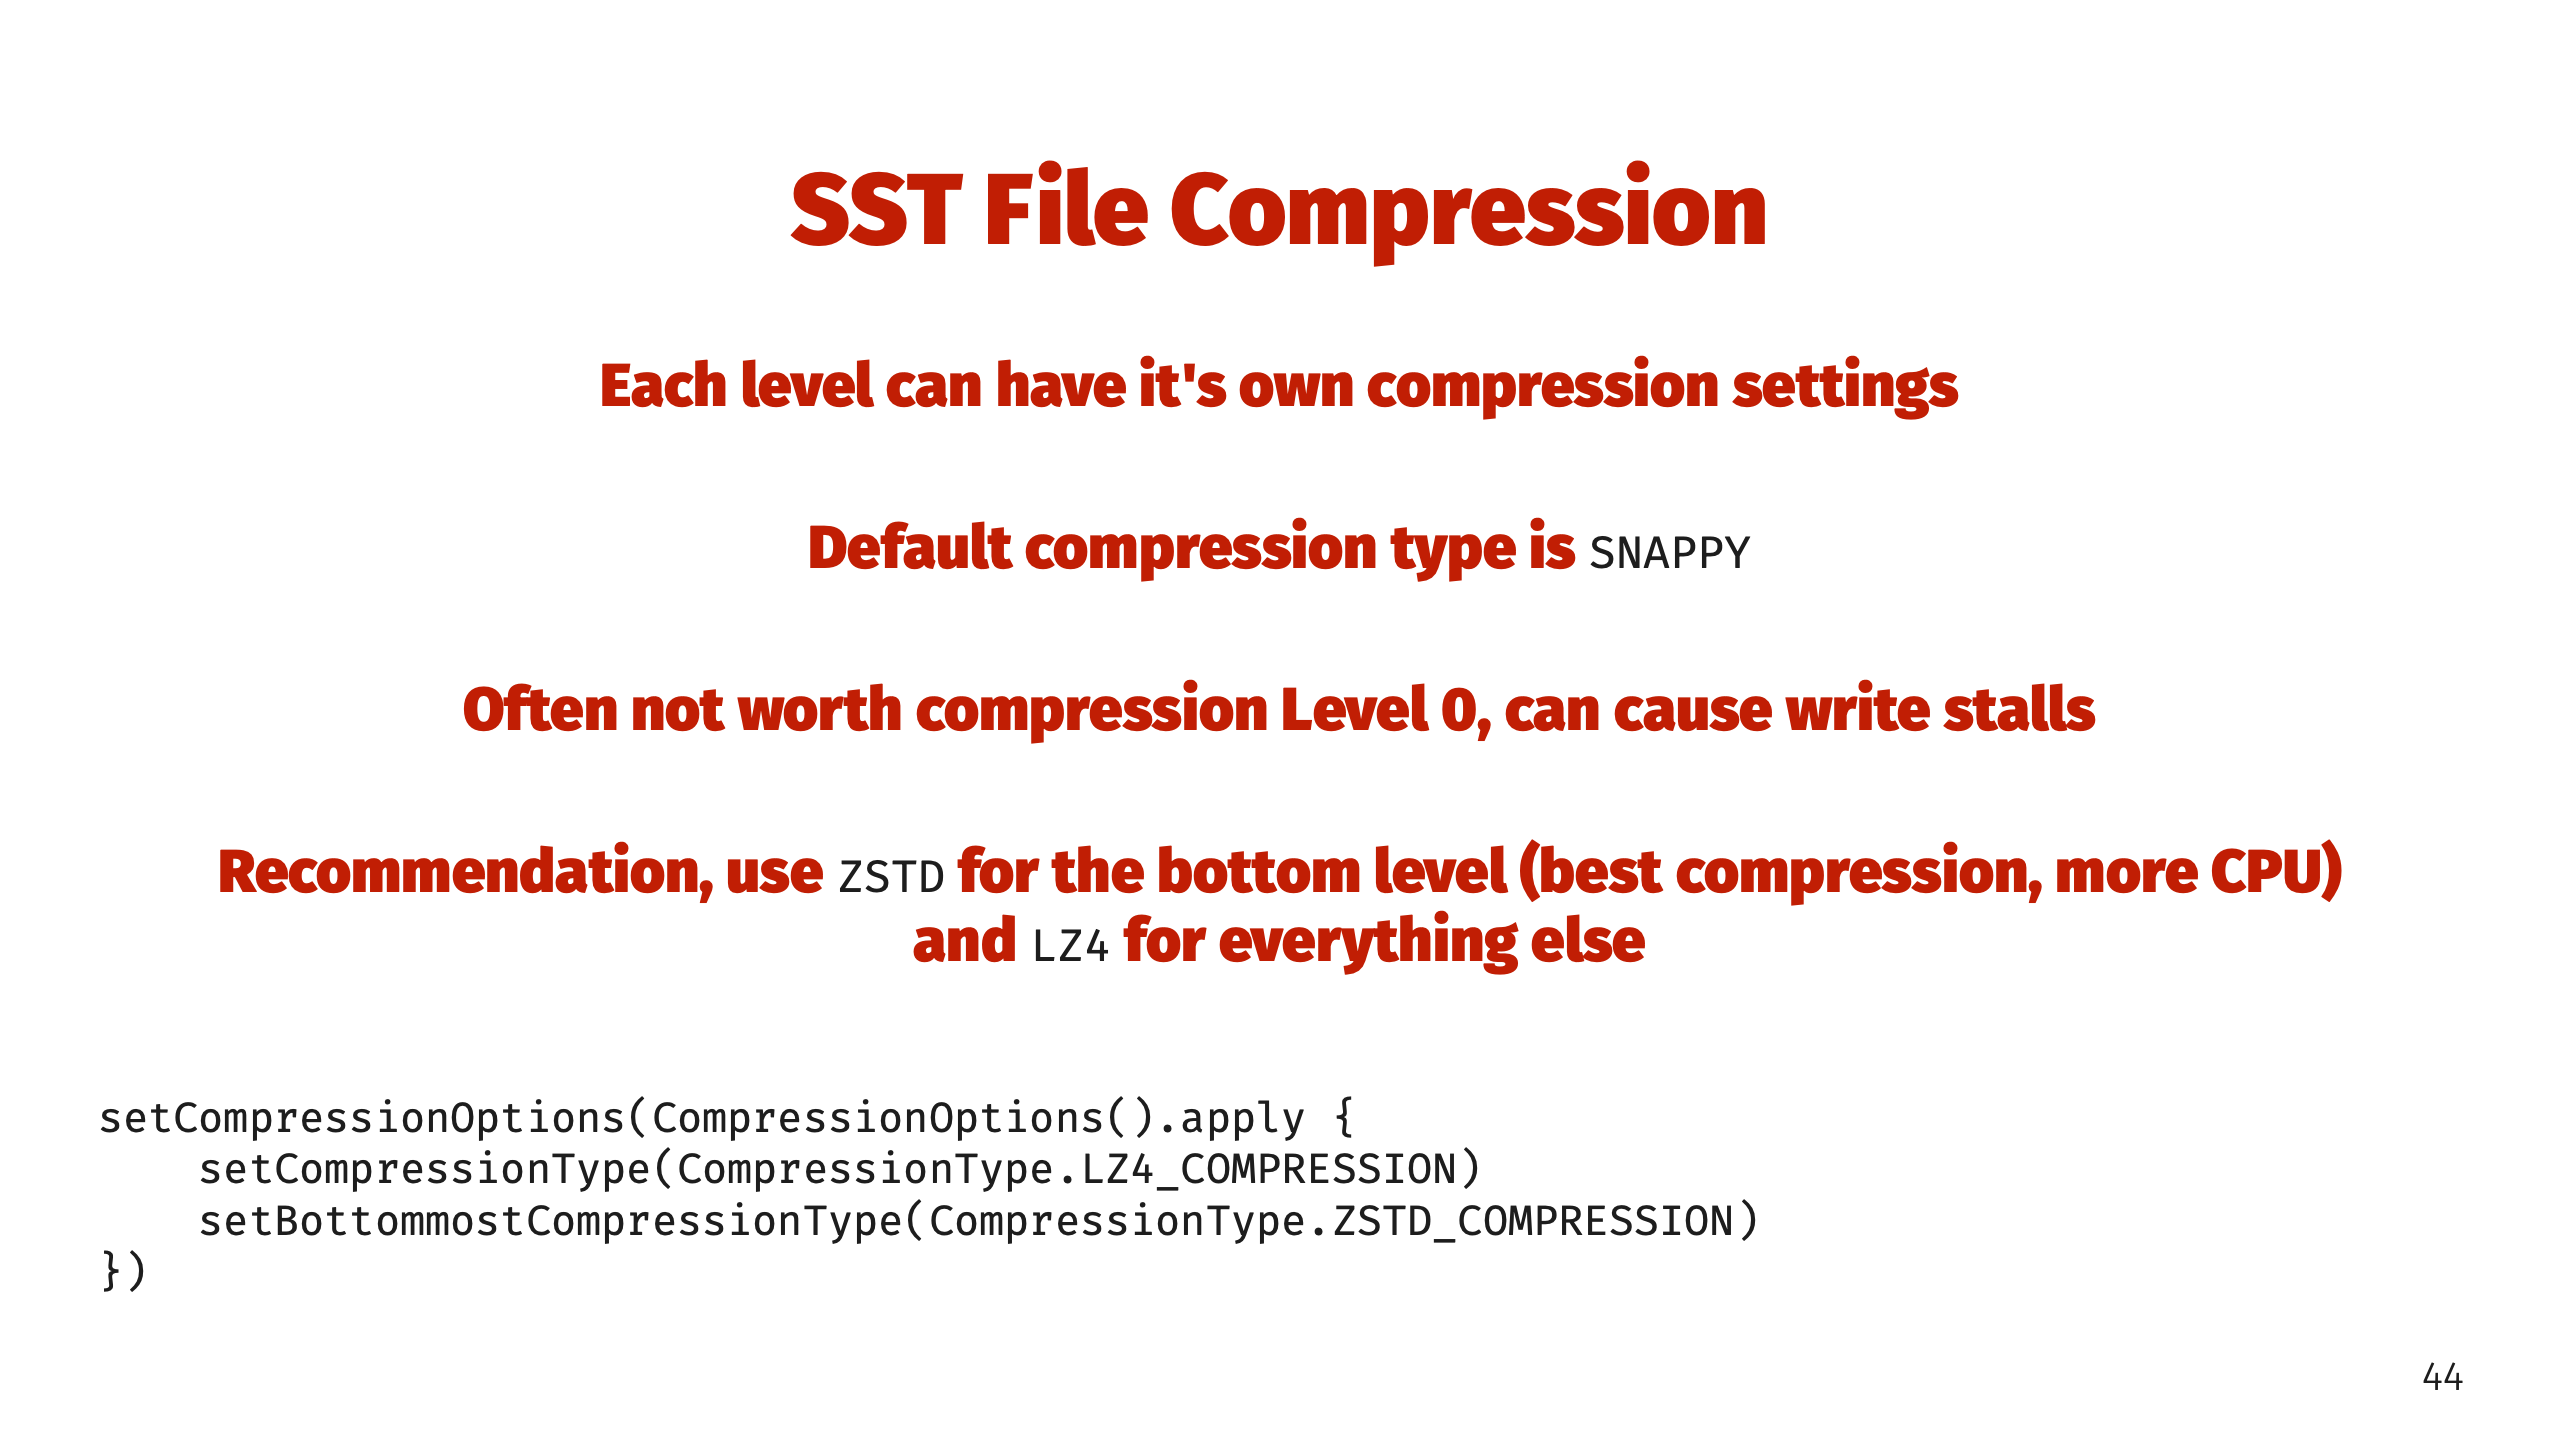 SST File Compression
Each level can have it's own compression settings
Default compression type is SNAPPY
Often not worth compression Level 0, can cause write stalls
Recommendation, use ZSTD for the bottom level (best compression, more CPU)
and LZ4 for everything else
setCompressionOptions(CompressionOptions().apply {
    setCompressionType(CompressionType.LZ4_COMPRESSION)
    setBottommostCompressionType(CompressionType.ZSTD_COMPRESSION)
})
44